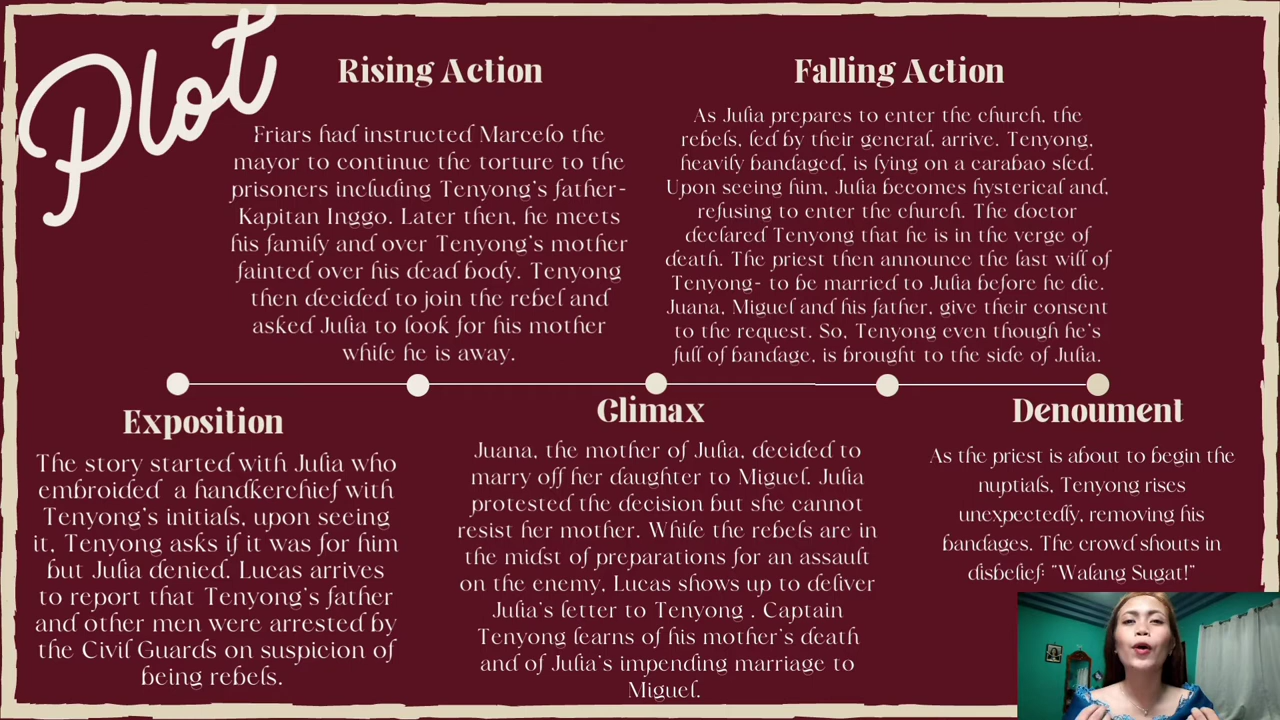 Plot
Rising Action
Friars had instructed Marcelo the
mayor to continue the torture to the
prisoners including Tenyong's father-
Kapitan Inggo. Later then, he meets
his family and over Tenyong's mother
fainted over his dead body. Tenyong
then decided to join the rebel and
asked Julia to look for his mother
while he is away.
Falling Action
As Julia prepares to enter the church, the
rebels, led by their general, arrive. Tenyong,
heavily bandaged, is lying on a carabao sled.
Upon seeing him, Julia becomes hysterical and,
refusing to enter the church. The doctor
declared Tenyong that he is in the verge of
death. The priest then announce the last will of
Tenyong- to be married to Julia before he die.
Juana, Miguel and his father, give their consent
to the request. So, Tenyong even though he's
full of bandage, is brought to the side of Julia.
Exposition
The story started with Julia who
embroided a handkerchief with
Tenyong's initials, upon seeing
it, Tenyong asks if it was for him
but Julia denied. Lucas arrives
to report that Tenyong's father
and other men were arrested by
the Civil Guards on suspicion of
being rebels.
Climax
Juana, the mother of Julia, decided to
marry off her daughter to Miguel. Julia
protested the decision but she cannot
resist her mother. While the rebels are in
the midst of preparations for an assault
on the enemy, Lucas shows up to deliver
Julia's letter to Tenyong . Captain
Tenyong learns of his mother's death
and of Julia's impending marriage to
Miguel.
Denoument
As the priest is about to begin the
nuptials, Tenyong rises
unexpectedly, removing his
bandages. The crowd shouts in
disbelief: "Walang Sugat!"